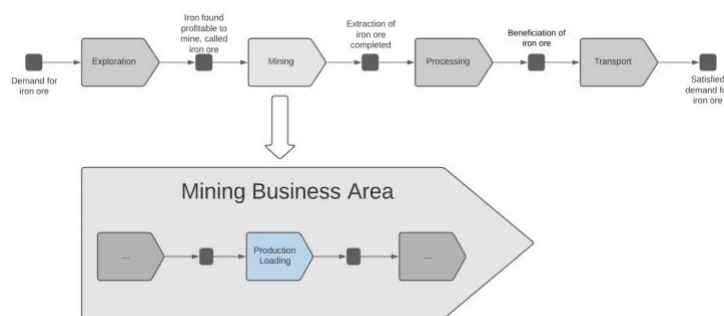 Iron found
profitable to
mine, called
iron ore
Extraction of
iron ore
completed
Beneficiation of
iron ore
Exploration
Mining
Processing
Transport
Demand for
iron ore
Satisfied
demand fo
iron ore
Mining Business Area
...
Production
Loading
...